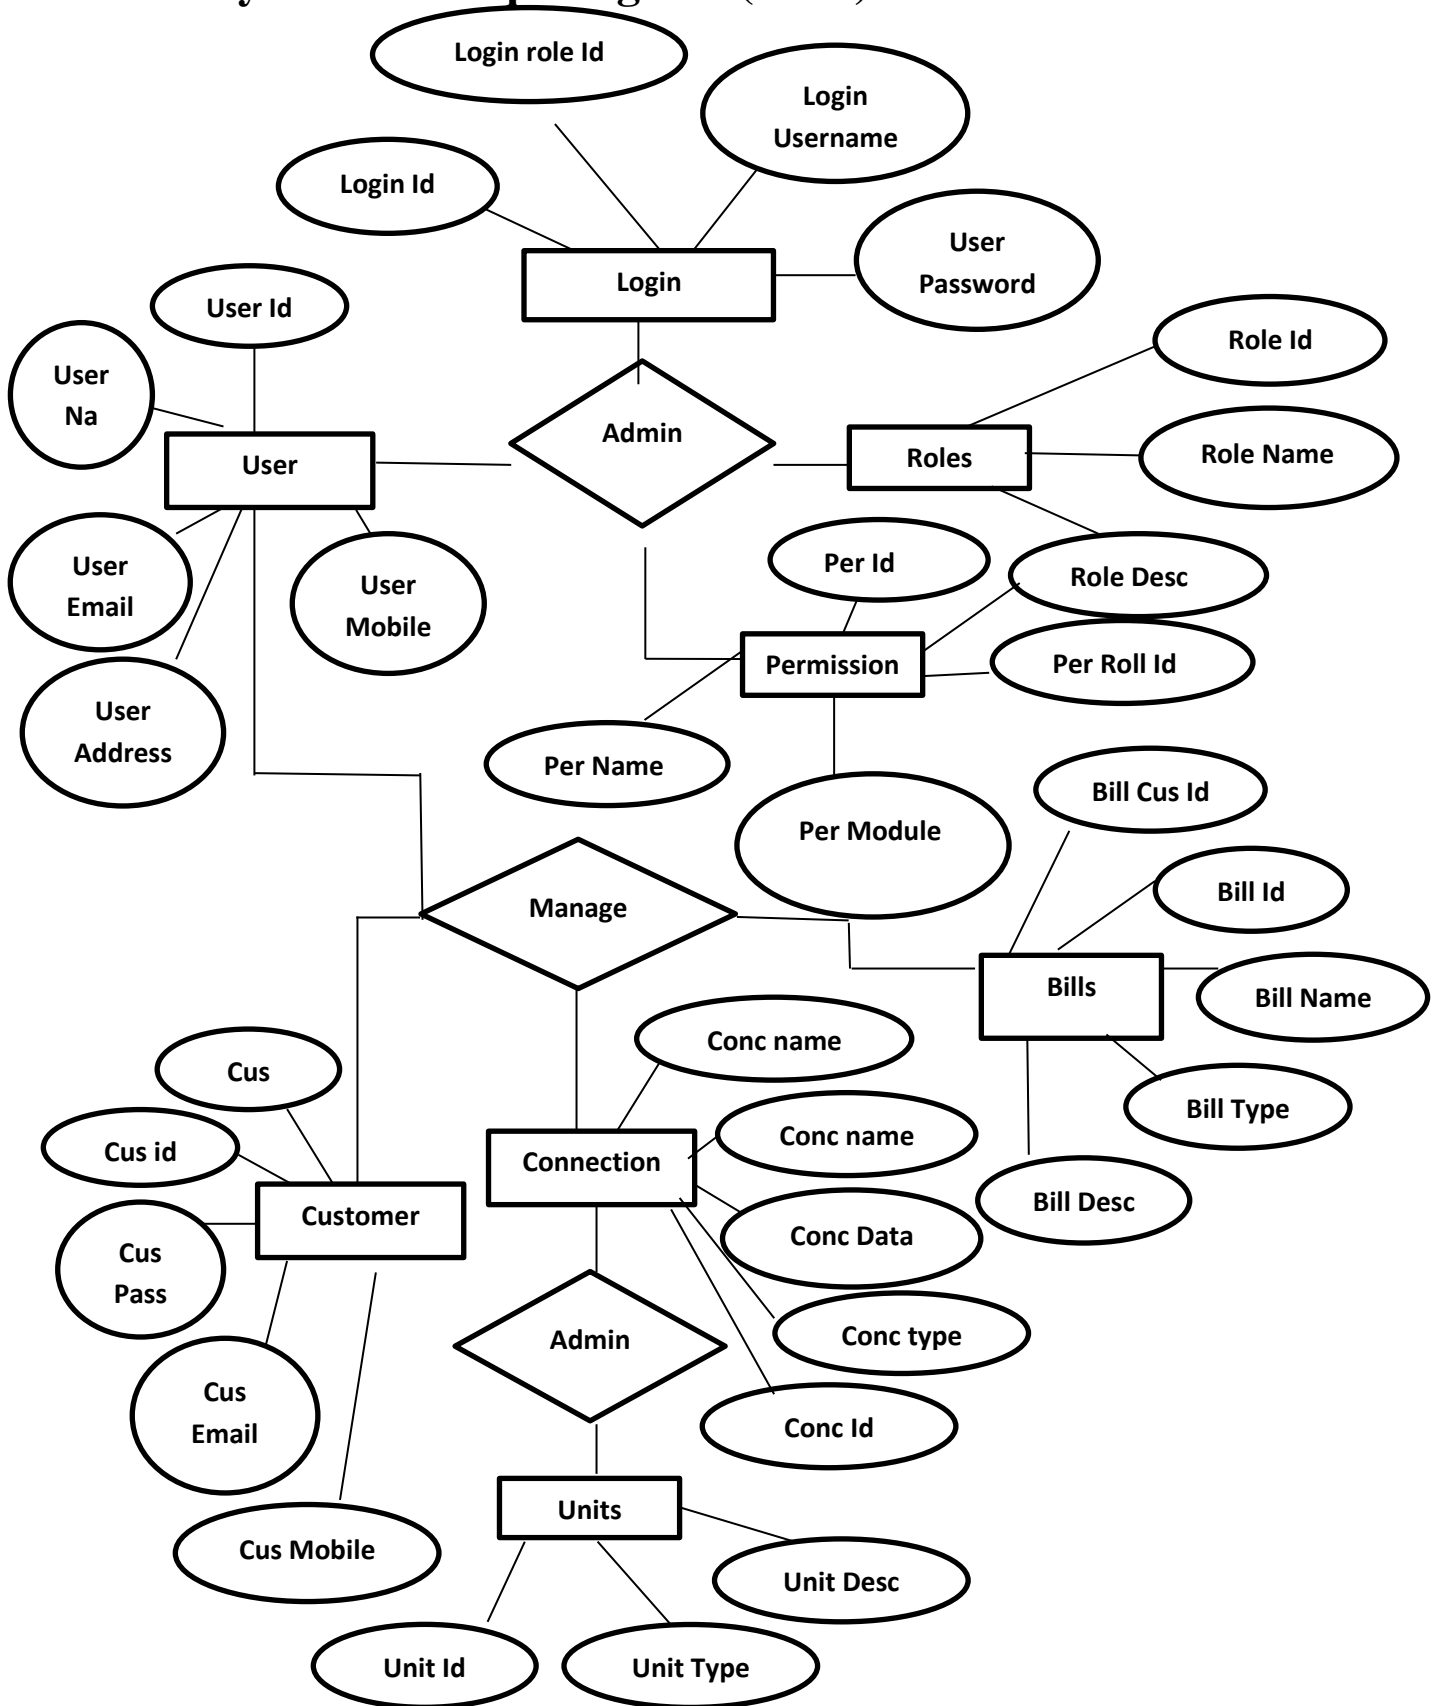 Login role Id
Login
Username
Login Id
User
Password
Login
User Id
Role Id
User
Na
Admin
Role Name
User
Roles
Per Id
User
Email
User
Mobile
Role Desc
Permission
Per Roll Id
User
Address
Per Name
Bill Cus Id
Per Module
Bill Id
Manage
Bills
Bill Name
Conc name
Cus
Bill Type
Conc name
Cus id
Connection
Bill Desc
Customer
Conc Data
Cus
Pass
Conc type
Admin
Cus
Email
Conc Id
Units
Cus Mobile
Unit Desc
Unit Id
Unit Type